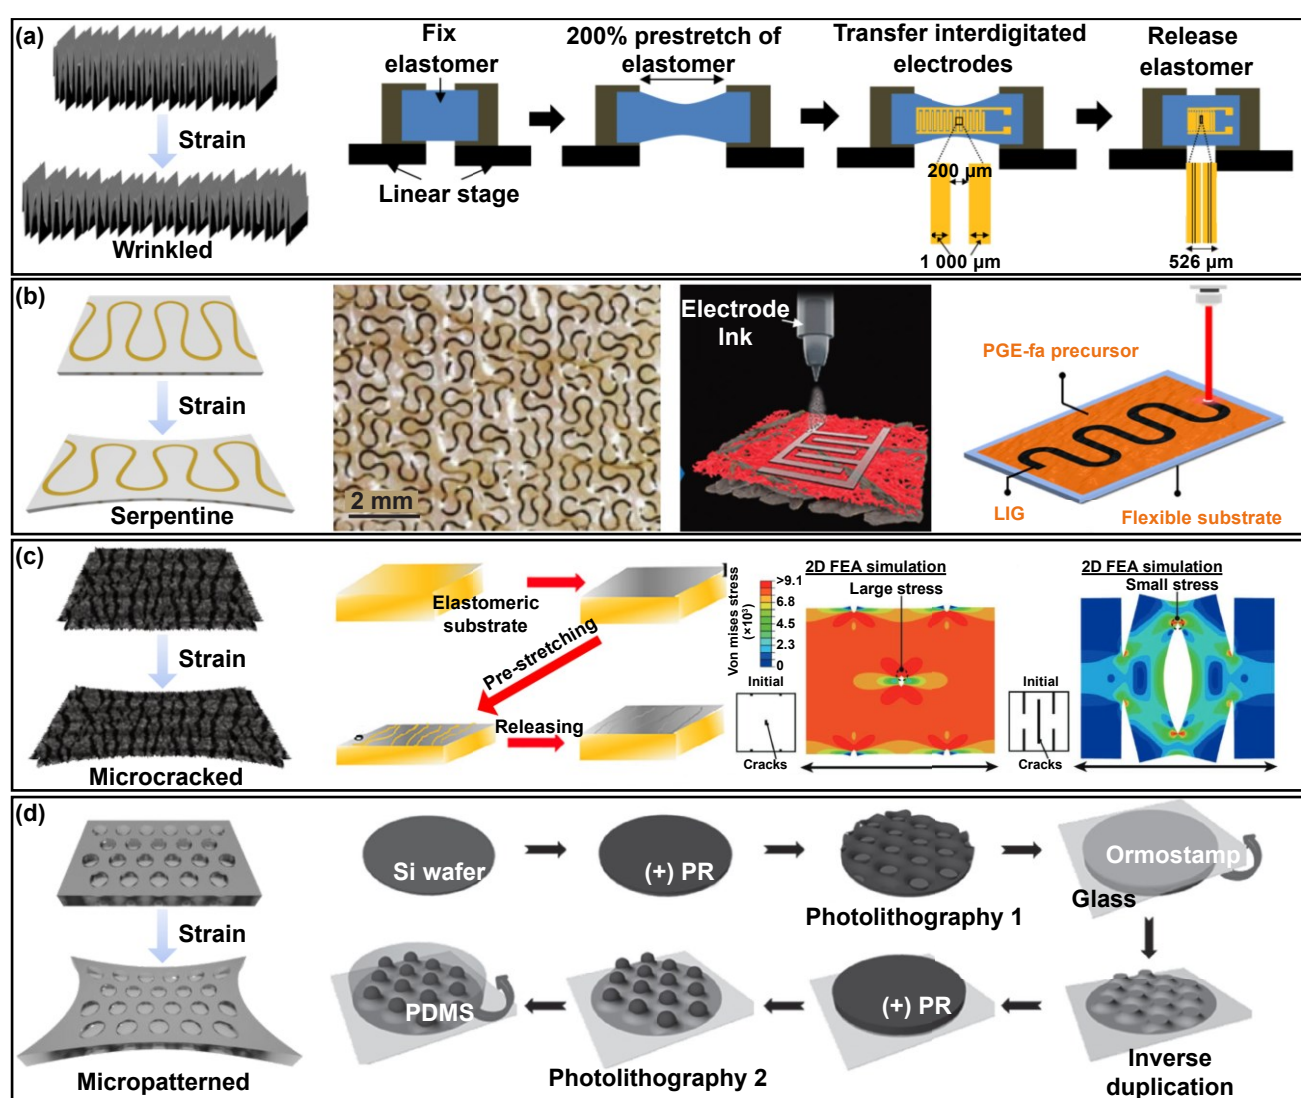 (a)
Strain
Wrinkled
Fix
elastomer
200% prestretch of
elastomer
Transfer interdigitated
electrodes
Release
elastomer
Linear stage
200 µm
1 000 µm
526 µm
(b)
Strain
Serpentine
2 mm
Electrode
Ink
PGE-fa precursor
LIG
Flexible substrate
(c)
Strain
Microcracked
Elastomeric
substrate
Pre-stretching
Releasing
Von mises stress
(×10³)
>9.1
6.8
4.5
2.3
0
2D FEA simulation
Large stress
Initial
Cracks
2D FEA simulation
Small stress
Initial
Cracks
(d)
Strain
Micropatterned
Si wafer
(+) PR
Photolithography 1
Ormostamp
Glass
Inverse
duplication
(+) PR
Photolithography 2
PDMS